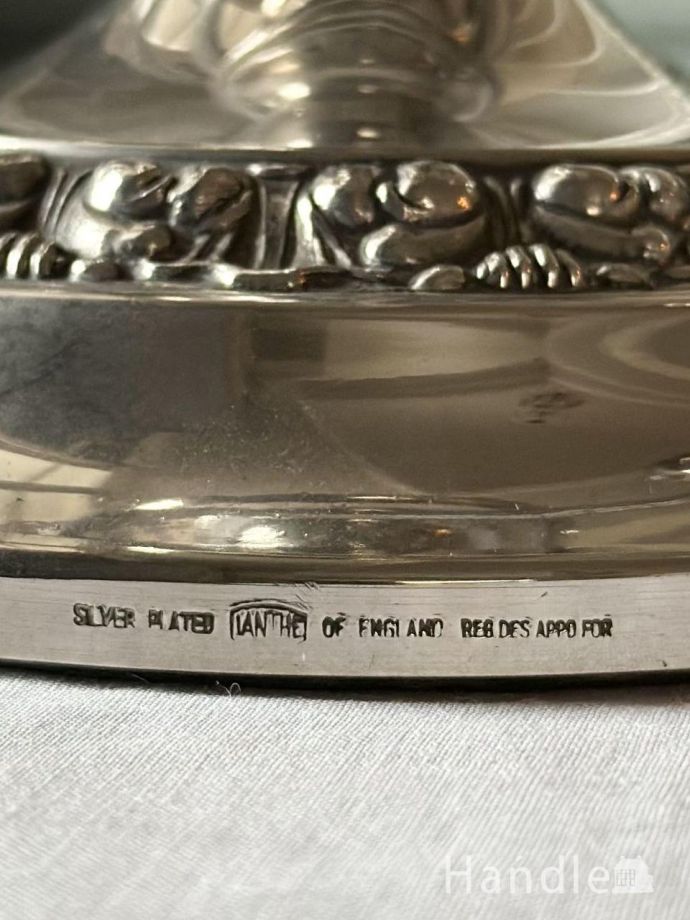 SILVER PLATED IANTHE OF ENGLAND REG DES APPD FOR
Handle